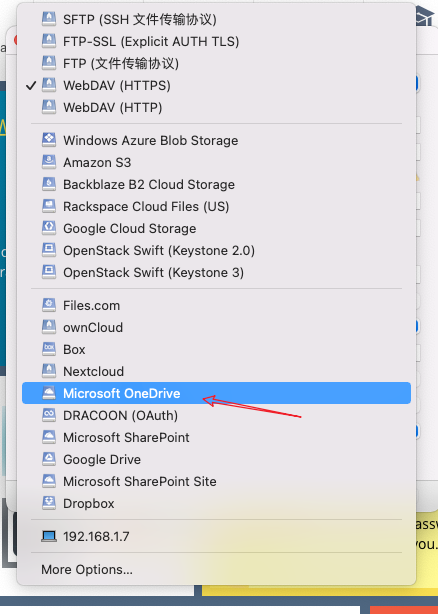 SFTP (SSH 文件传输协议)
FTP-SSL (Explicit AUTH TLS)
FTP (文件传输协议)
WebDAV (HTTPS)
WebDAV (HTTP)
Windows Azure Blob Storage
Amazon S3
Backblaze B2 Cloud Storage
Rackspace Cloud Files (US)
Google Cloud Storage
OpenStack Swift (Keystone 2.0)
OpenStack Swift (Keystone 3)
Files.com
ownCloud
Box
Nextcloud
Microsoft OneDrive
DRACOON (OAuth)
Microsoft SharePoint
Google Drive
Microsoft SharePoint Site
Dropbox
192.168.1.7
More Options...
you.